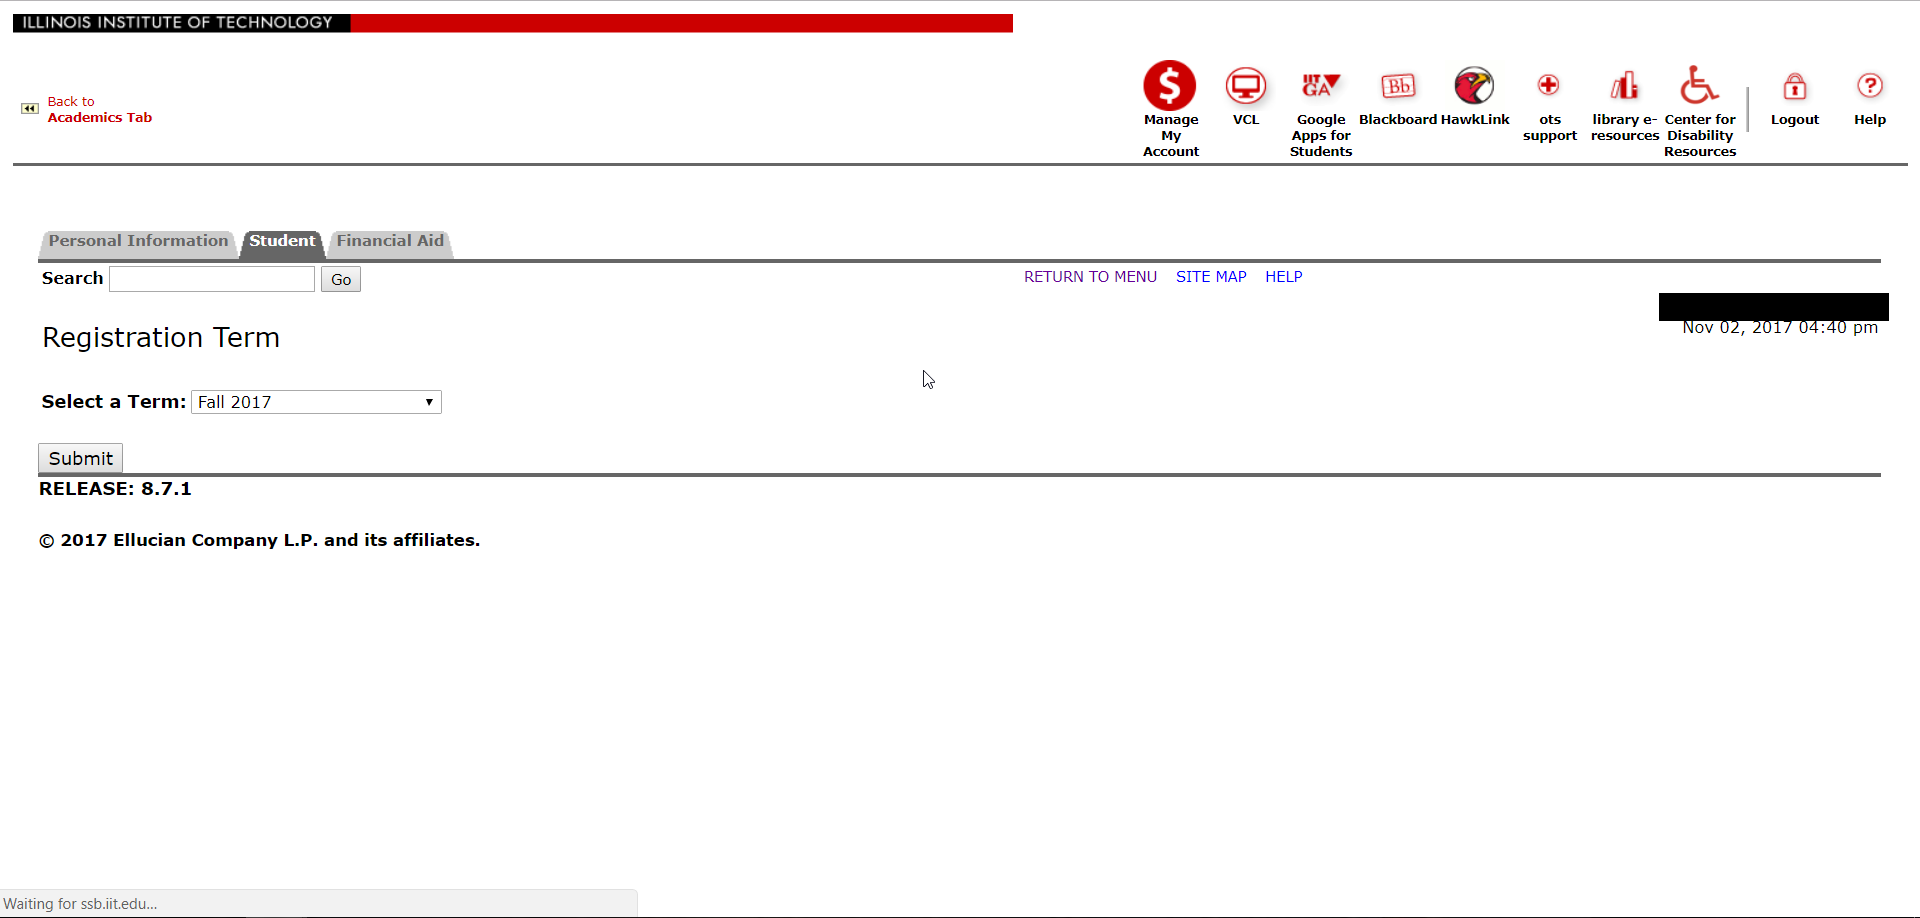 ILLINOIS INSTITUTE OF TECHNOLOGY
Back to
Academics Tab
Manage
My
Account
VCL
IIT
GA
Google
Apps for
Students
Bb
Blackboard
HawkLink
ots
support
library e-
resources
Center for
Disability
Resources
Logout
Help
Personal Information
Student
Financial Aid
Search
Go
RETURN TO MENU SITE MAP HELP
Nov 02, 2017 04:40 pm
Registration Term
Select a Term: Fall 2017
Submit
RELEASE: 8.7.1
© 2017 Ellucian Company L.P. and its affiliates.
Waiting for ssb.iit.edu...